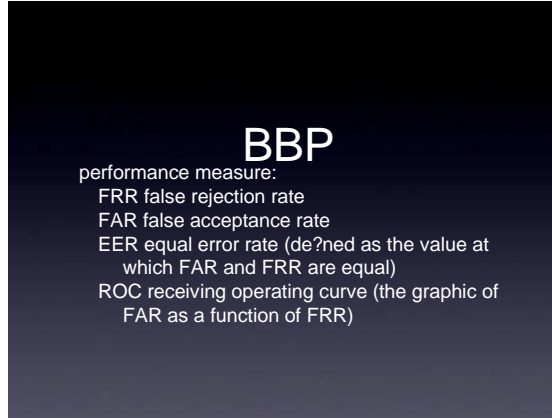 BBP
performance measure:
FRR false rejection rate
FAR false acceptance rate
EER equal error rate (de?ned as the value at
which FAR and FRR are equal)
ROC receiving operating curve (the graphic of
FAR as a function of FRR)